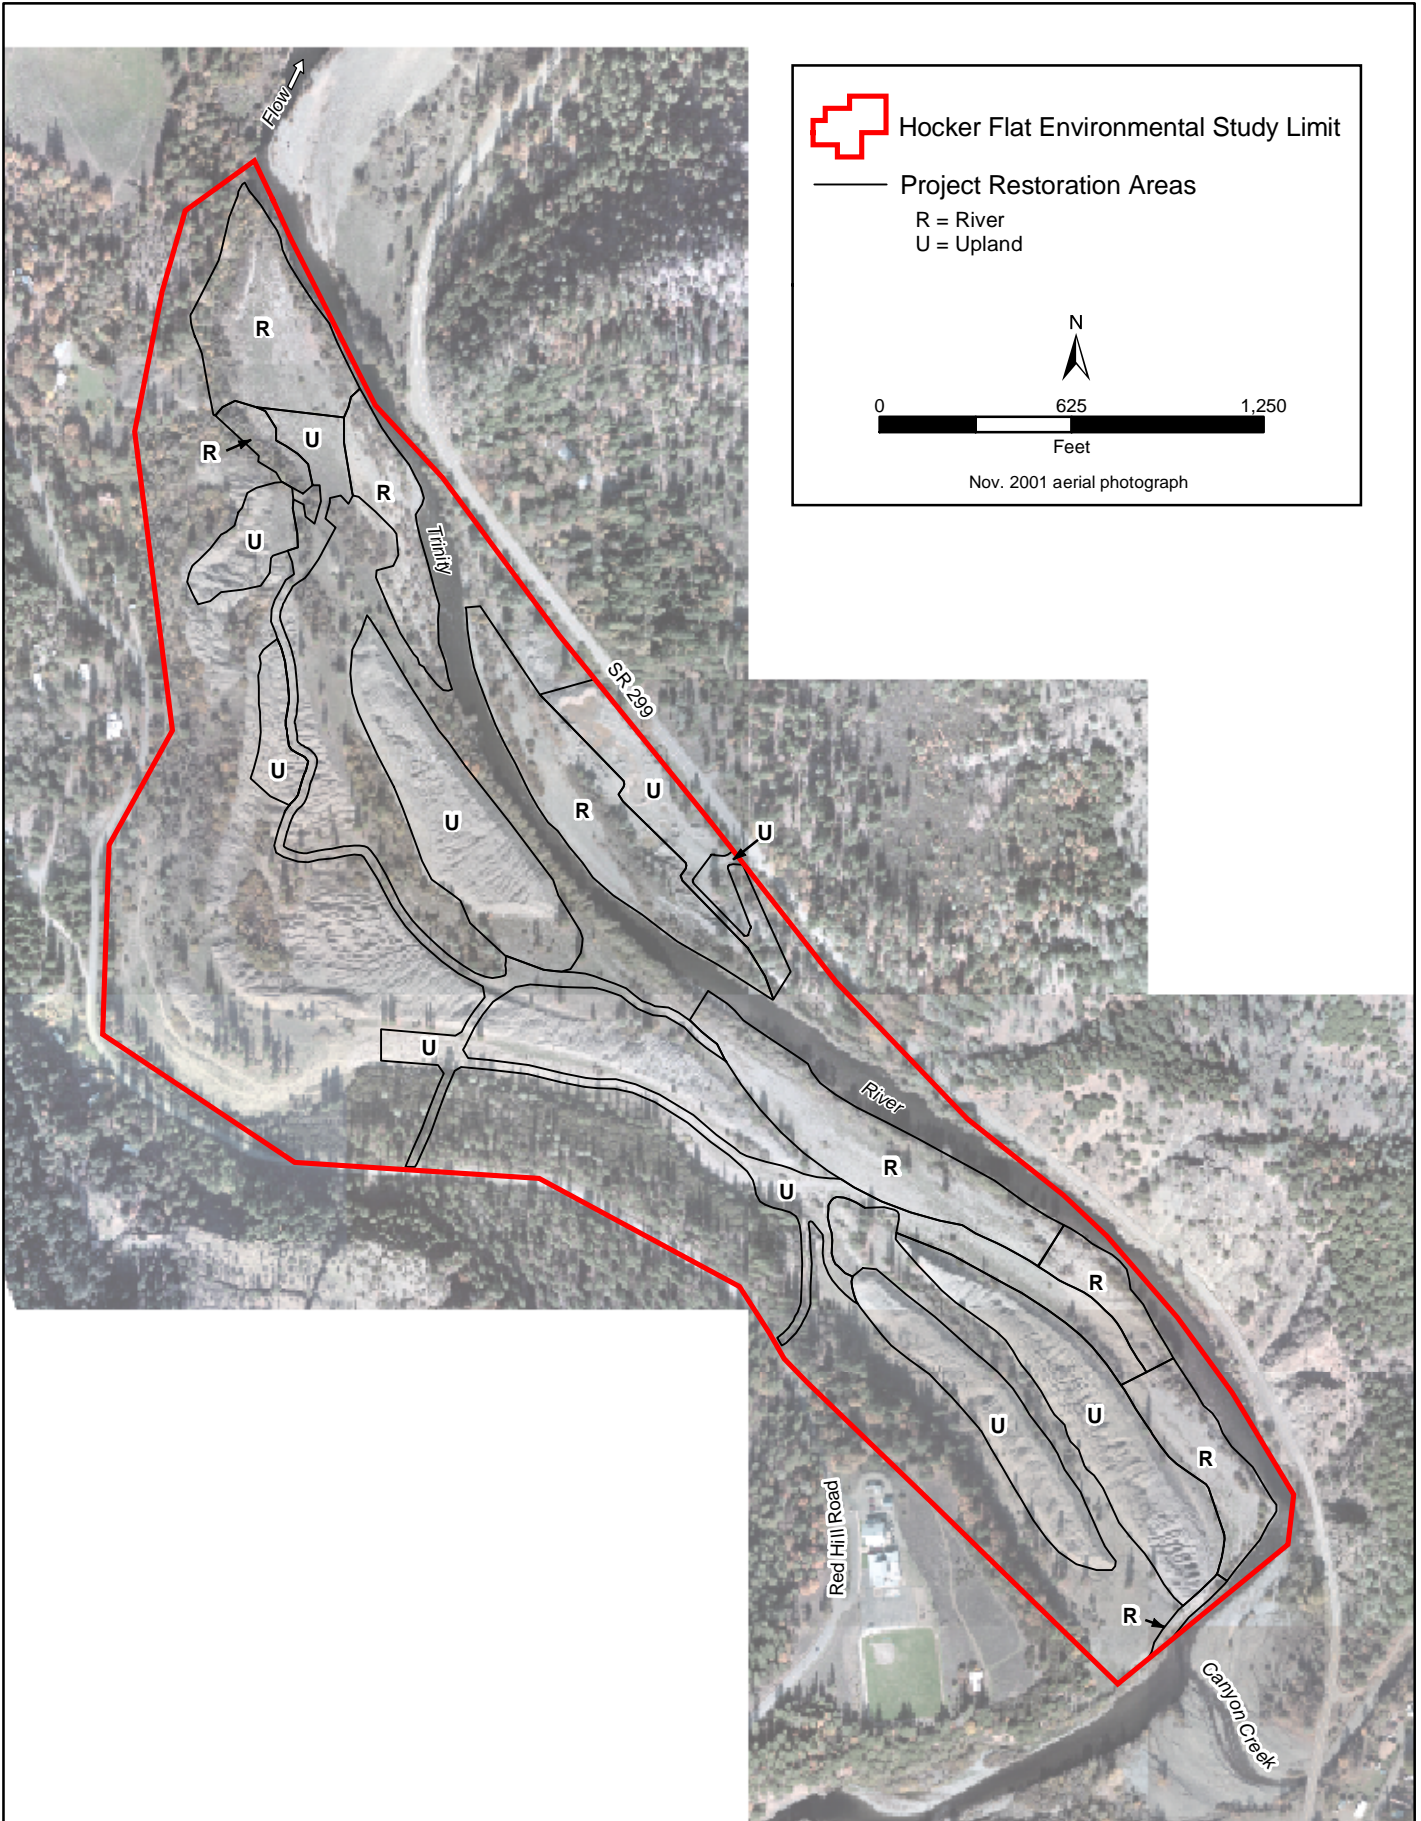 Flow
Hocker Flat Environmental Study Limit
Project Restoration Areas
R = River
U = Upland
N
0 625 1,250
Feet
Nov. 2001 aerial photograph
R
R
U
R
U
Trinity
SR 299
U
U
R
U
U
U
River
R
U
R
U
U
R
Red Hill Road
R
Canyon Creek